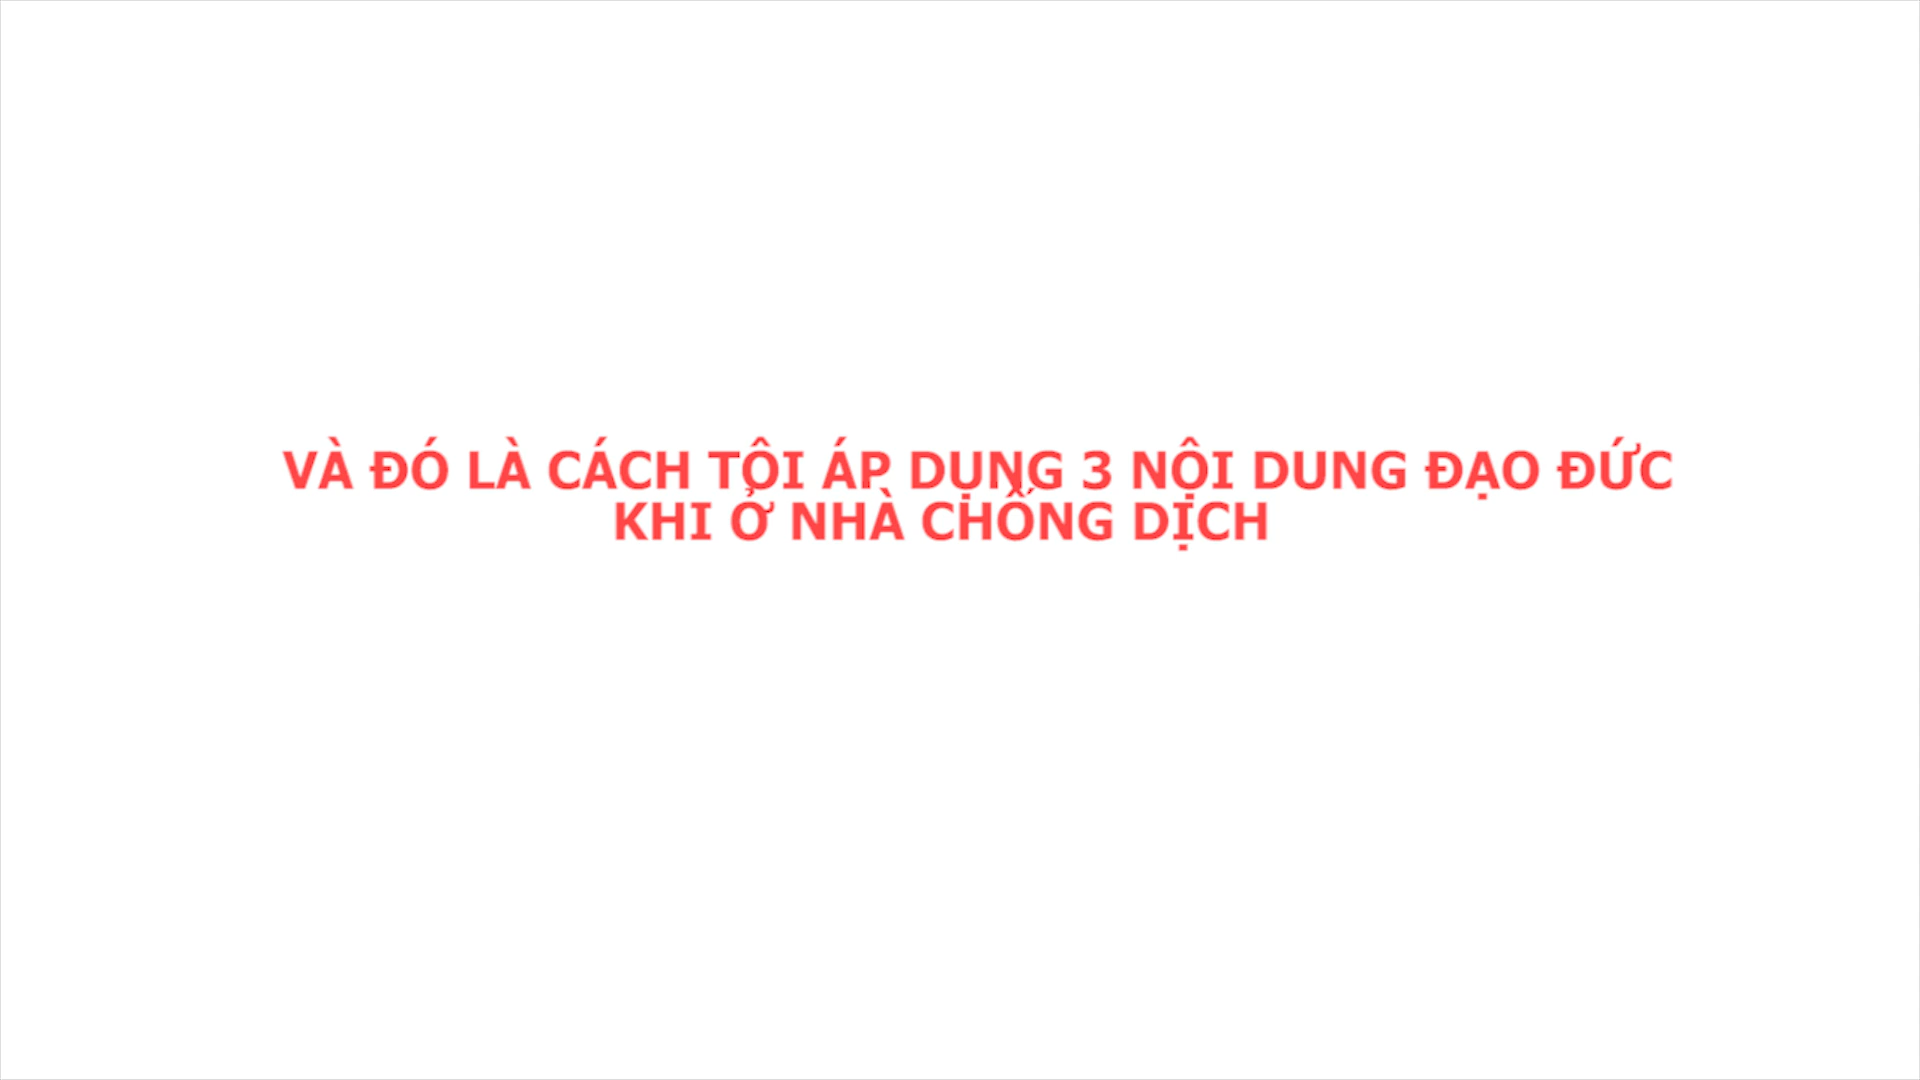 VÀ ĐÓ LÀ CÁCH TÔI ÁP DỤNG 3 NỘI DUNG ĐẠO ĐỨC
KHI Ở NHÀ CHỐNG DỊCH